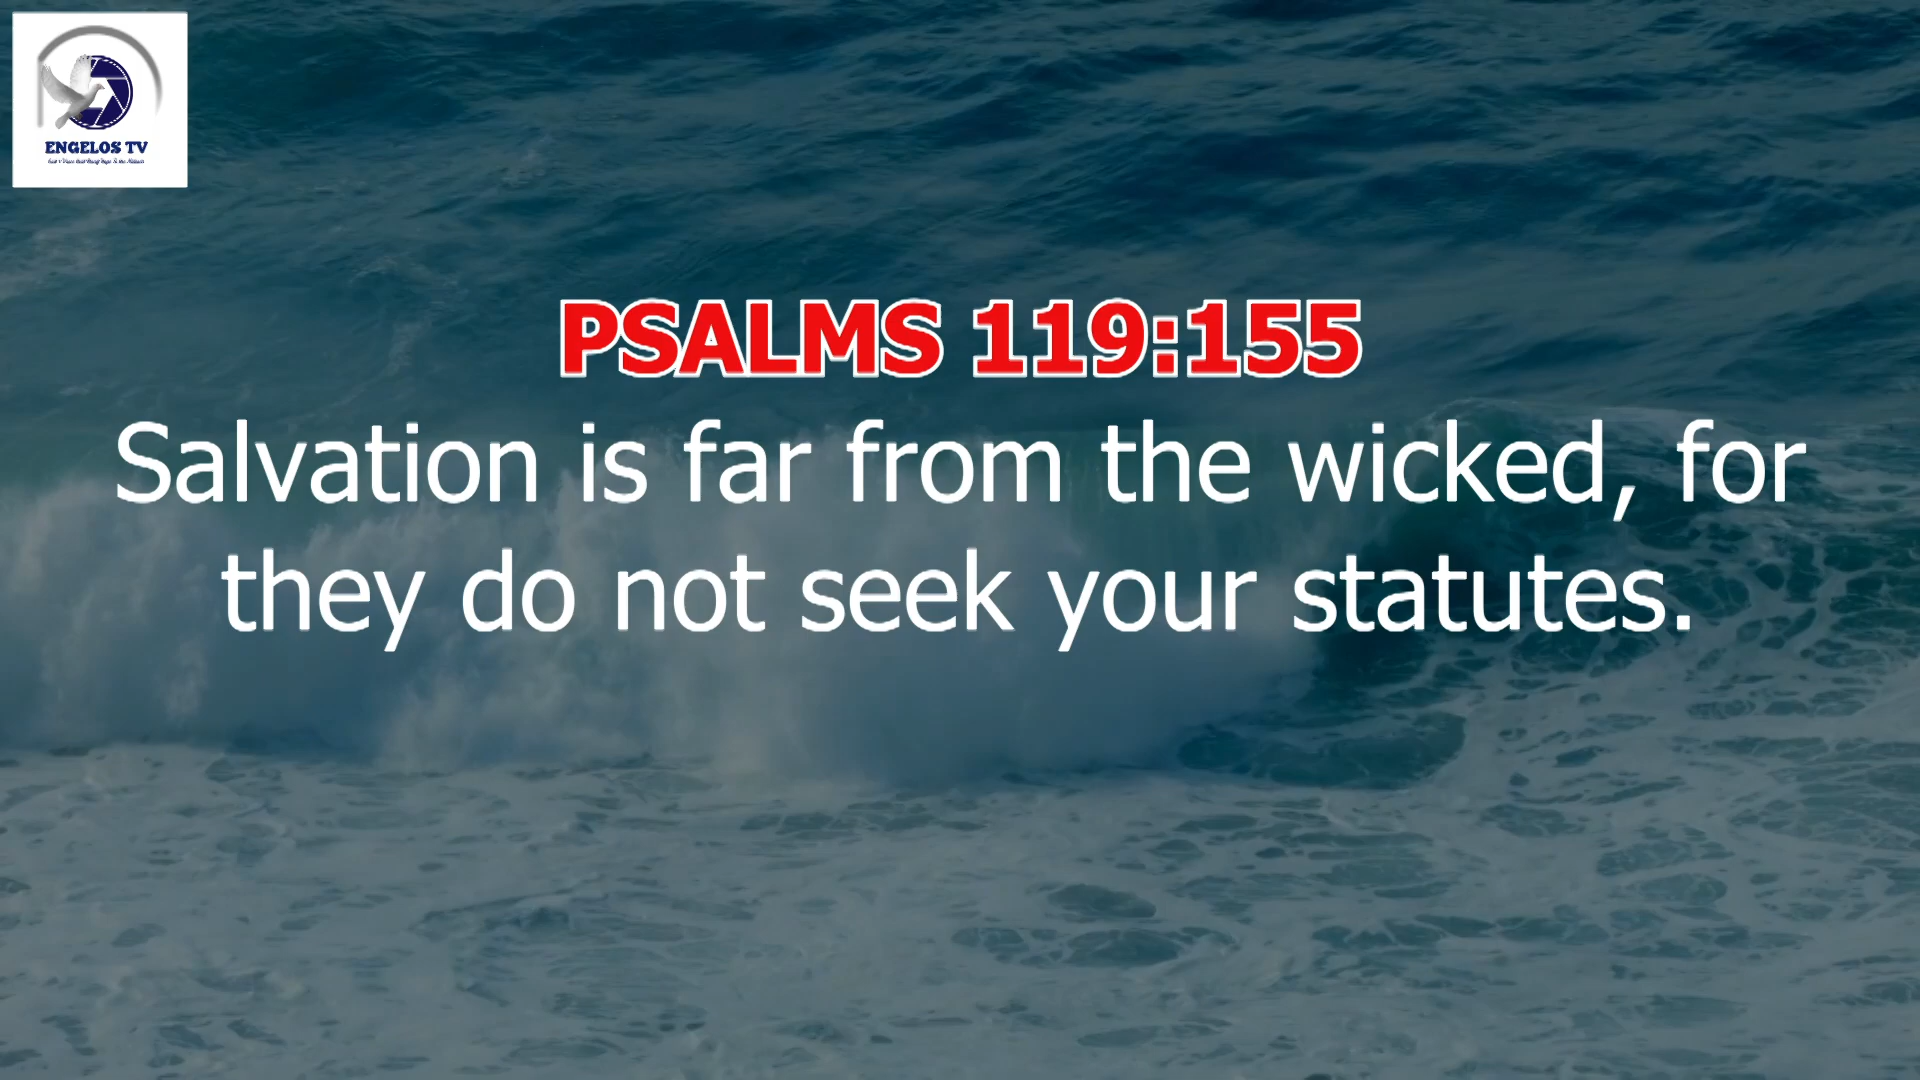 ENGELOS TV
PSALMS 119:155
Salvation is far from the wicked, for
they do not seek your statutes.